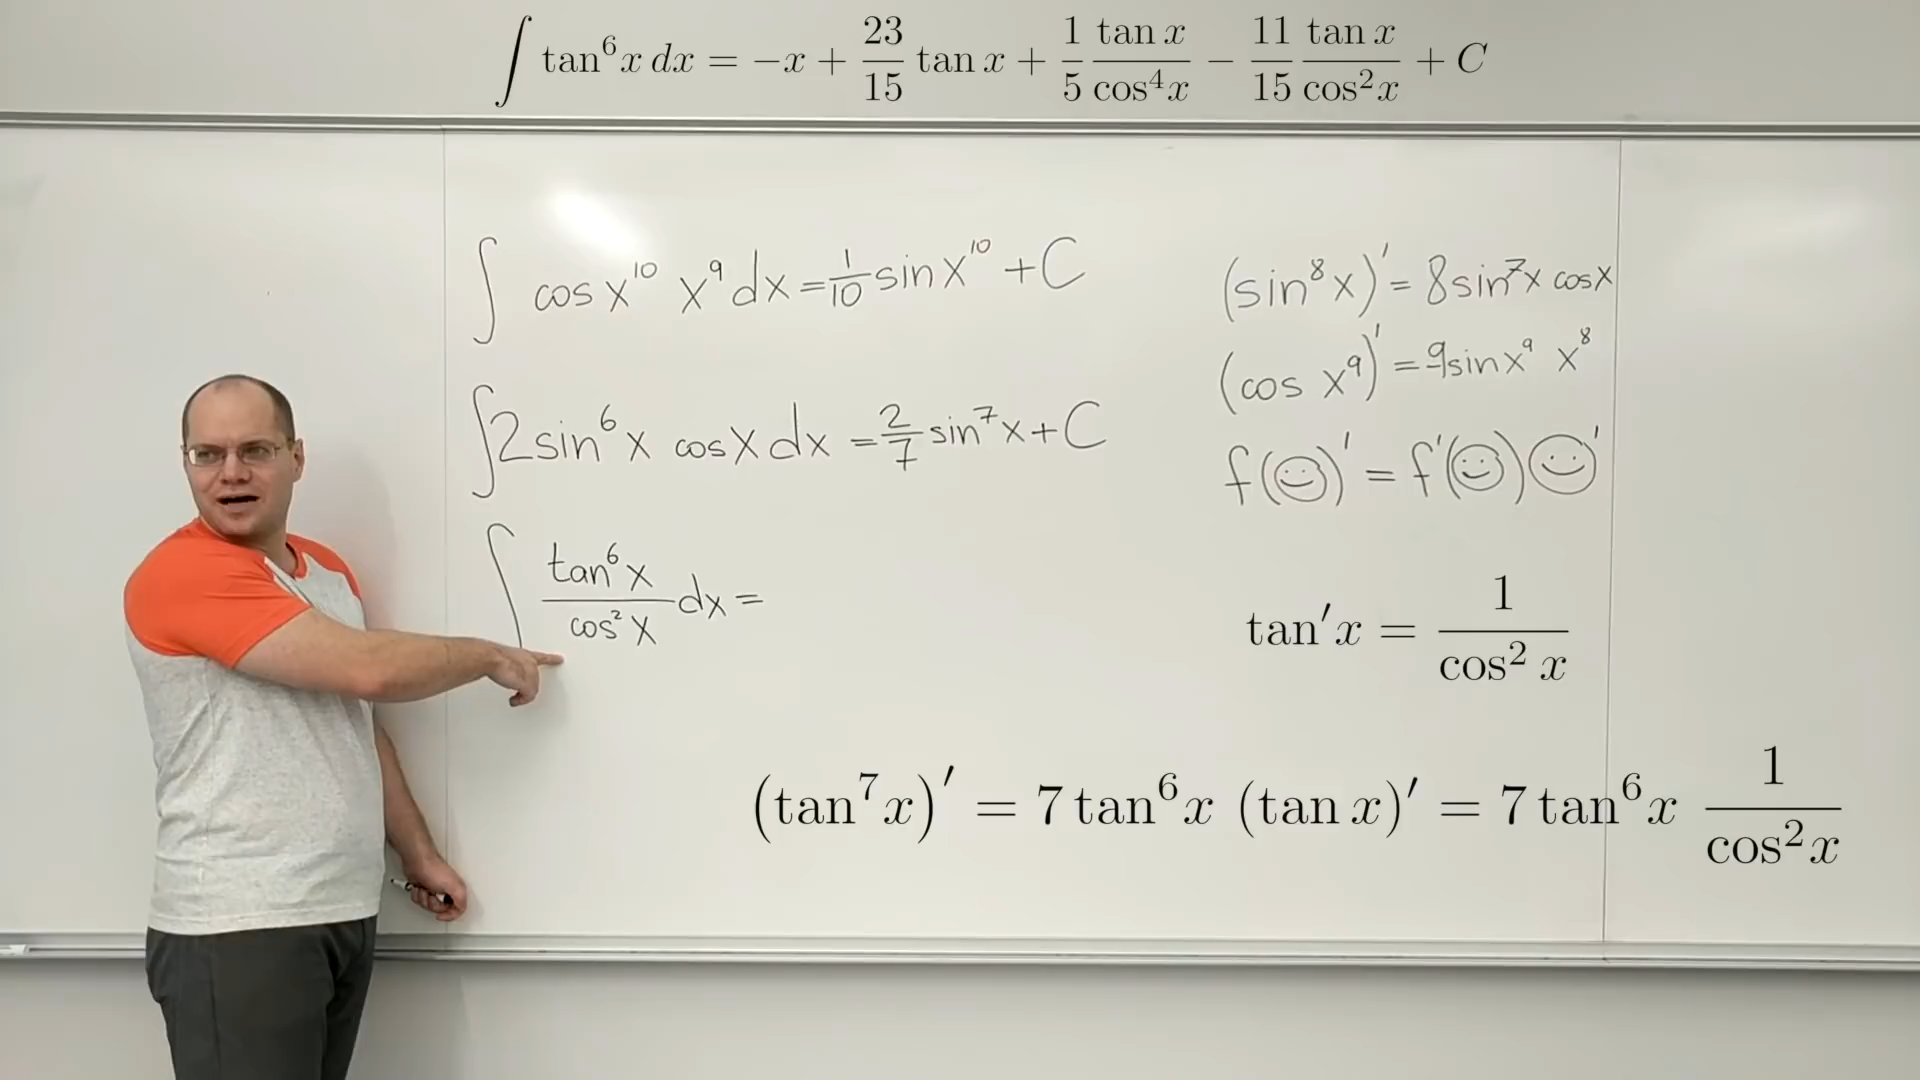 ∫ tan⁶x dx = −x + 23/15 tan x + 1/5 tan x/cos⁴x − 11/15 tan x/cos²x + C
∫ cos x¹⁰ x⁹ dx = 1/10 sin x¹⁰ + C
∫ 2 sin⁶x cos x dx = 2/7 sin⁷x + C
∫ tan⁶x/cos²x dx =
(sin⁸x)′ = 8 sin⁷x cos x
(cos x⁹)′ = −9 sin x⁹ x⁸
f(☺)′ = f′(☺)☺′
tan′x = 1/cos² x
(tan⁷x)′ = 7 tan⁶x (tan x)′ = 7 tan⁶x 1/cos²x